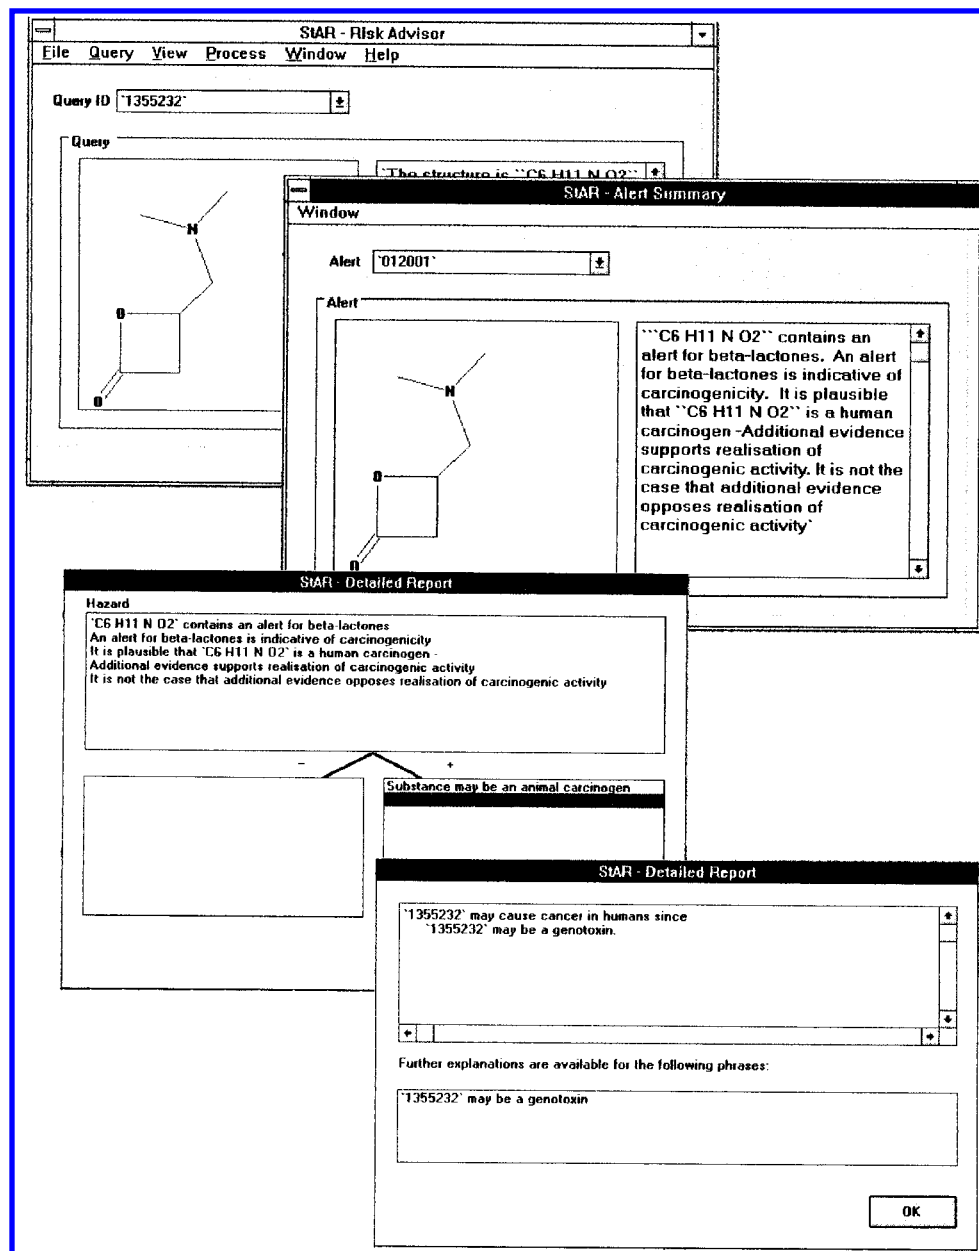 StAR - Risk Advisor
File Query View Process Window Help
Query ID `1355232`
Query
`The structure is ``C6 H11 N O2``
N
O
O
StAR - Alert Summary
Window
Alert `012001`
Alert
N
O
O
```C6 H11 N O2`` contains an
alert for beta-lactones. An alert
for beta-lactones is indicative of
carcinogenicity. It is plausible
that ``C6 H11 N O2`` is a human
carcinogen -Additional evidence
supports realisation of
carcinogenic activity. It is not the
case that additional evidence
opposes realisation of
carcinogenic activity`
StAR - Detailed Report
Hazard
`C6 H11 N O2` contains an alert for beta-lactones
An alert for beta-lactones is indicative of carcinogenicity
It is plausible that `C6 H11 N O2` is a human carcinogen -
Additional evidence supports realisation of carcinogenic activity
It is not the case that additional evidence opposes realisation of carcinogenic activity
- +
Substance may be an animal carcinogen
StAR - Detailed Report
`1355232` may cause cancer in humans since
`1355232` may be a genotoxin.
Further explanations are available for the following phrases:
`1355232` may be a genotoxin
OK